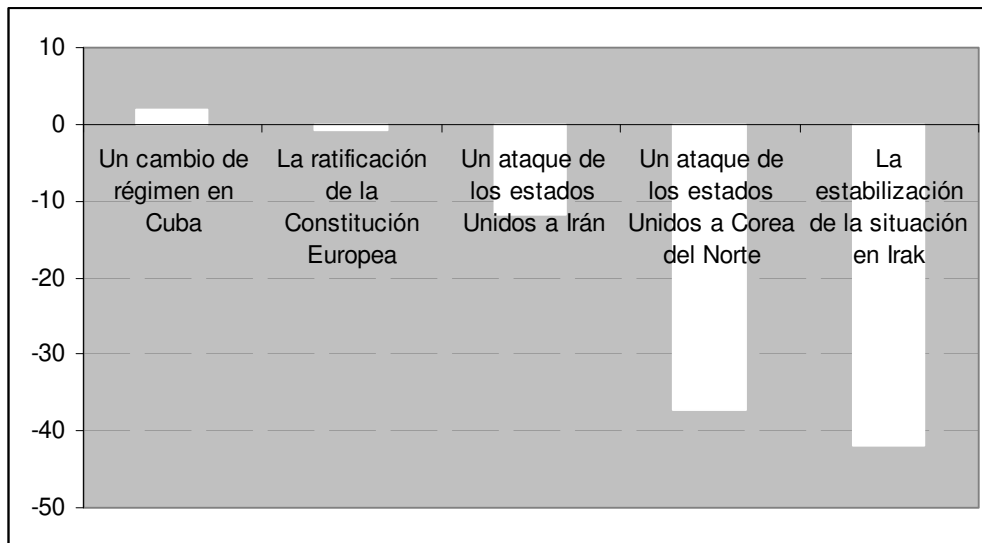 10
0
-10
-20
-30
-40
-50
Un cambio de
régimen en
Cuba
La ratificación
de la
Constitución
Europea
Un ataque de
los estados
Unidos a Irán
Un ataque de
los estados
Unidos a Corea
del Norte
La
estabilización
de la situación
en Irak